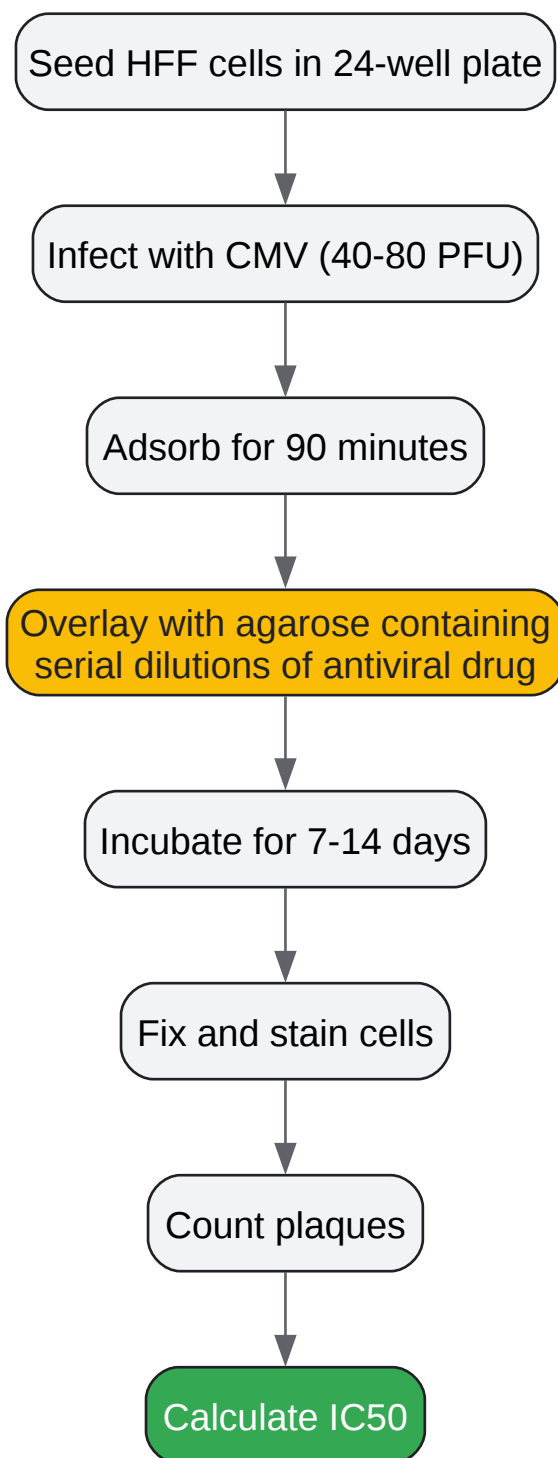 Seed HFF cells in 24-well plate
Infect with CMV (40-80 PFU)
Adsorb for 90 minutes
Overlay with agarose containing
serial dilutions of antiviral drug
Incubate for 7-14 days
Fix and stain cells
Count plaques
Calculate IC50